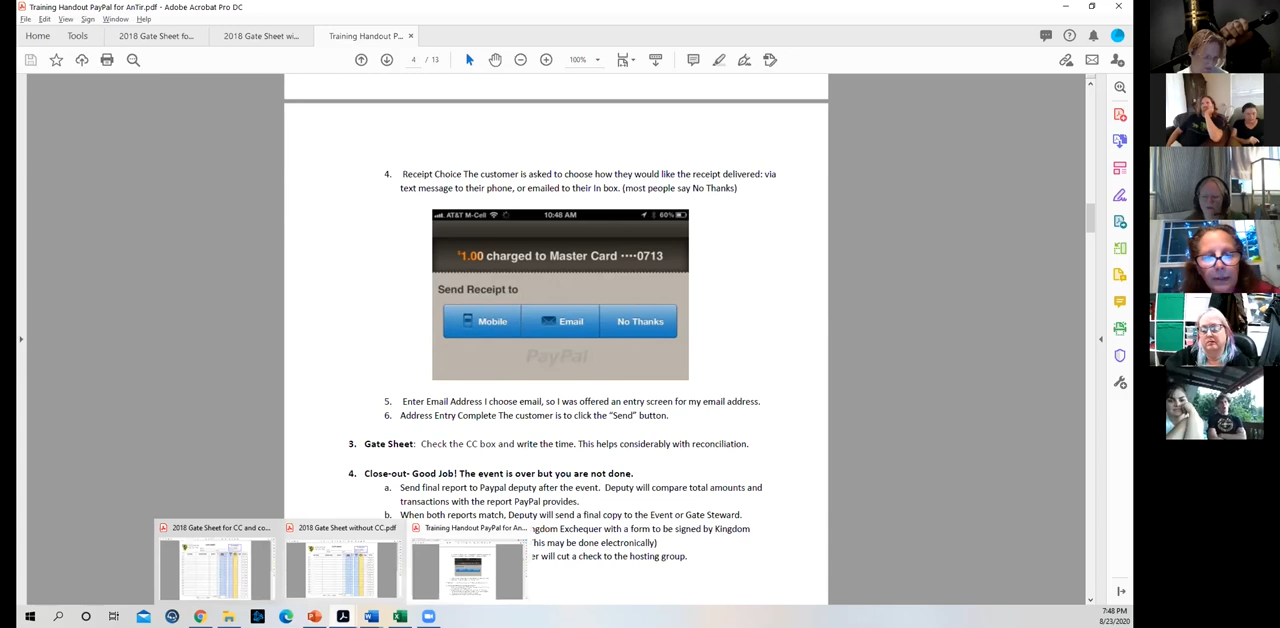 Training Handout PayPal for AnTir.pdf - Adobe Acrobat Pro DC
File Edit View Sign Window Help
Home Tools 2018 Gate Sheet fo... 2018 Gate Sheet wi... Training Handout P... ×
4 / 13 100%
4. Receipt Choice The customer is asked to choose how they would like the receipt delivered: via
text message to their phone, or emailed to their In box. (most people say No Thanks)
AT&T M-Cell 10:48 AM 60%
$1.00 charged to Master Card ····0713
Send Receipt to
Mobile Email No Thanks
PayPal
5. Enter Email Address I choose email, so I was offered an entry screen for my email address.
6. Address Entry Complete The customer is to click the “Send” button.
3. Gate Sheet: Check the CC box and write the time. This helps considerably with reconciliation.
4. Close-out- Good Job! The event is over but you are not done.
a. Send final report to Paypal deputy after the event. Deputy will compare total amounts and
transactions with the report PayPal provides.
b. When both reports match, Deputy will send a final copy to the Event or Gate Steward.
ngdom Exchequer with a form to be signed by Kingdom
his may be done electronically)
er will cut a check to the hosting group.
2018 Gate Sheet for CC and co... 2018 Gate Sheet without CC.pdf Training Handout PayPal for An...
7:48 PM
8/23/2020